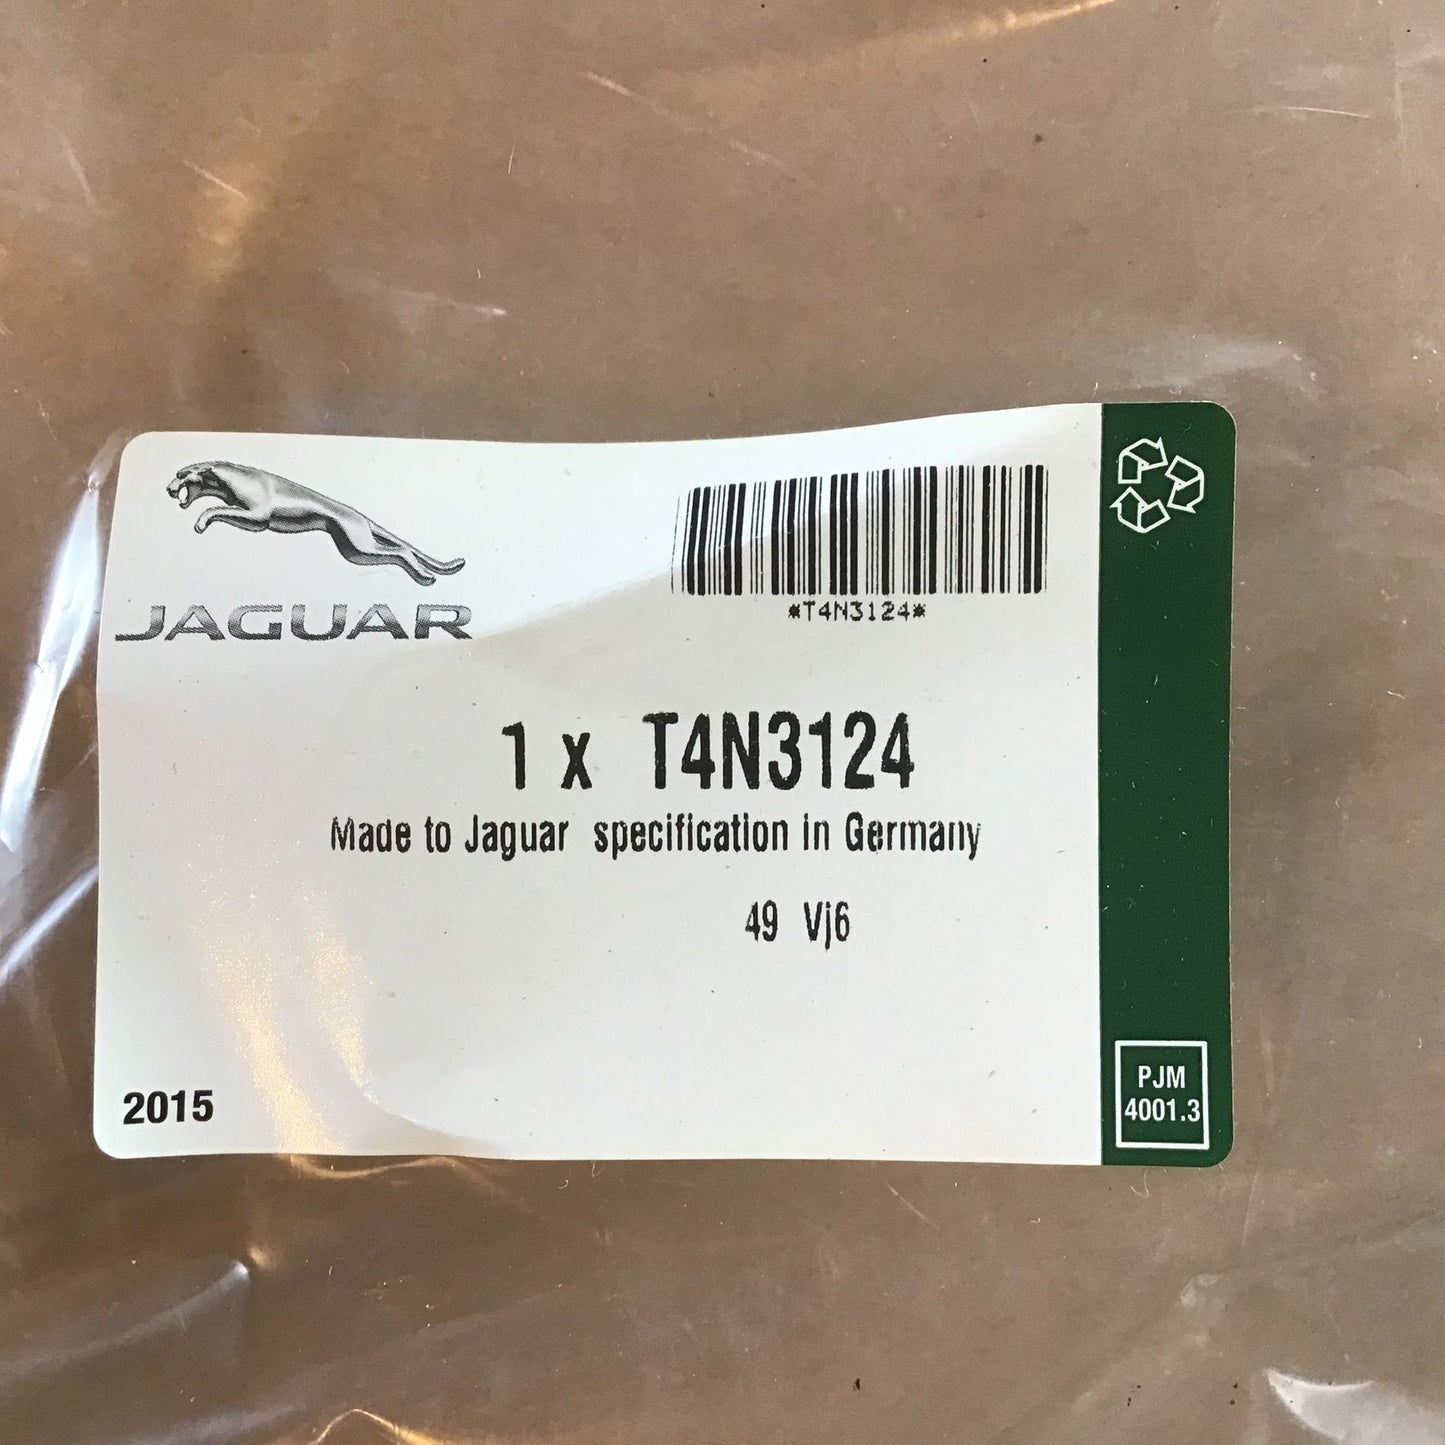 JAGUAR
*T4N3124*
1 x T4N3124
Made to Jaguar specification in Germany
49 Vj6
2015
PJM
4001.3